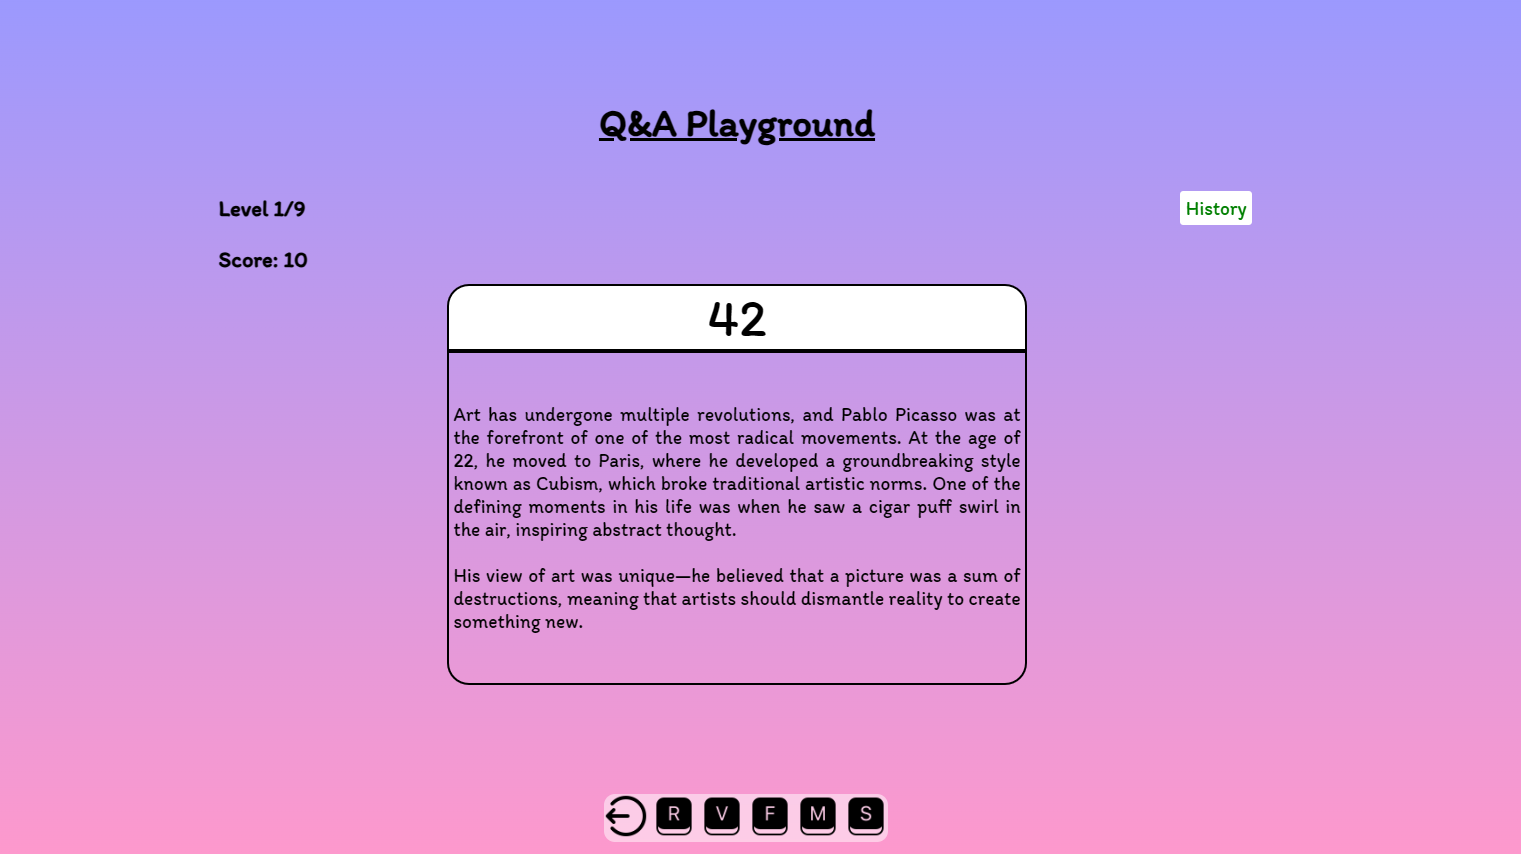 Q&A Playground
Level 1/9
History
Score: 10
42
Art has undergone multiple revolutions, and Pablo Picasso was at
the forefront of one of the most radical movements. At the age of
22, he moved to Paris, where he developed a groundbreaking style
known as Cubism, which broke traditional artistic norms. One of the
defining moments in his life was when he saw a cigar puff swirl in
the air, inspiring abstract thought.
His view of art was unique—he believed that a picture was a sum of
destructions, meaning that artists should dismantle reality to create
something new.
R V F M S